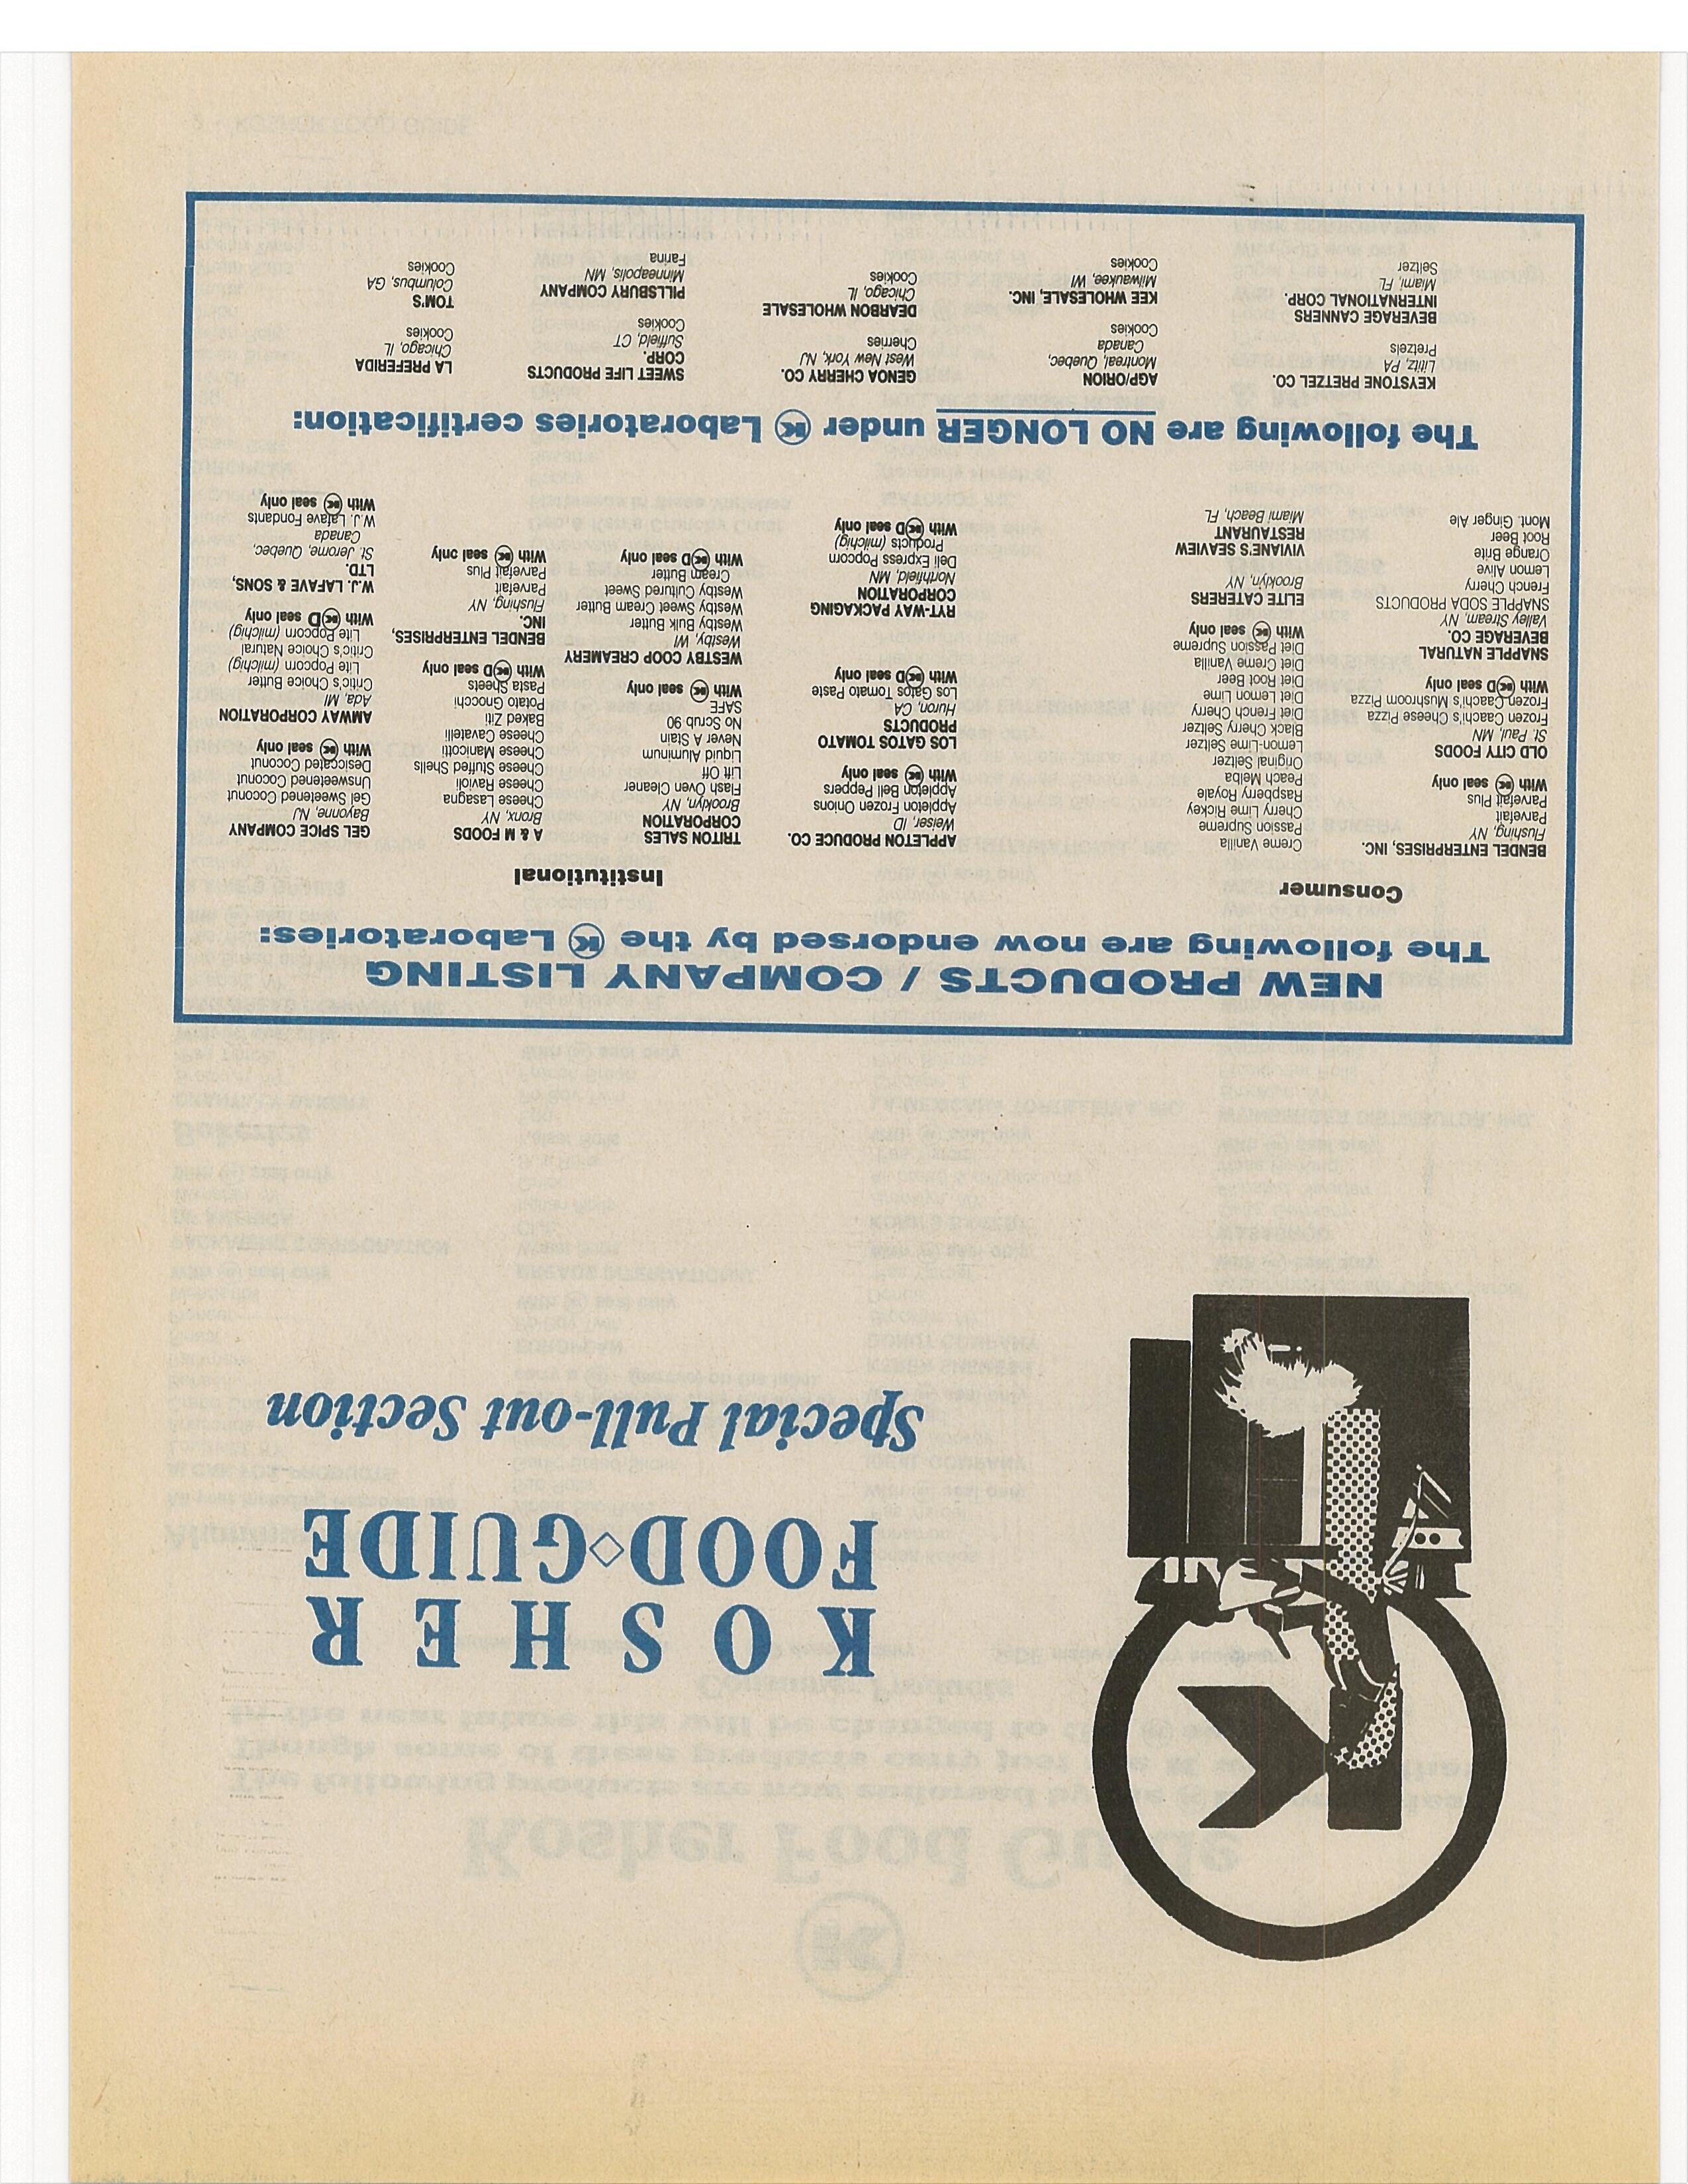 K
KOSHER
FOOD◇GUIDE
Special Pull-out Section
NEW PRODUCTS / COMPANY LISTING
The following are now endorsed by the Ⓚ Laboratories:
Consumer
BENDEL ENTERPRISES, INC.
Flushing, NY
Parvefait
Parvefait Plus
With Ⓚ seal only
OLD CITY FOODS
St. Paul, MN
Frozen Caachi's Cheese Pizza
Frozen Caachi's Mushroom Pizza
With ⓀD seal only
SNAPPLE NATURAL
BEVERAGE CO.
Valley Stream, NY
SNAPPLE SODA PRODUCTS
French Cherry
Lemon Alive
Orange Brite
Root Beer
Mont. Ginger Ale
Creme Vanilla
Passion Supreme
Cherry Lime Rickey
Raspberry Royale
Peach Melba
Original Seltzer
Lemon-Lime Seltzer
Black Cherry Seltzer
Diet French Cherry
Diet Lemon Lime
Diet Root Beer
Diet Creme Vanilla
Diet Passion Supreme
With Ⓚ seal only
ELITE CATERERS
Brooklyn, NY
VIVIANE'S SEAVIEW
RESTAURANT
Miami Beach, FL
Institutional
APPLETON PRODUCE CO.
Weiser, ID
Appleton Frozen Onions
Appleton Bell Peppers
With Ⓚ seal only
LOS GATOS TOMATO
PRODUCTS
Huron, CA
Los Gatos Tomato Paste
With ⓀD seal only
RYT-WAY PACKAGING
CORPORATION
Northfield, MN
Deli Express Popcorn
Products (milchig)
With ⓀD seal only
TRITON SALES
CORPORATION
Brooklyn, NY
Flash Oven Cleaner
Lift Off
Liquid Aluminum
Never A Stain
No Scrub 90
SAFE
With Ⓚ seal only
WESTBY COOP CREAMERY
Westby, WI
Westby Bulk Butter
Westby Sweet Cream Butter
Westby Cultured Sweet
Cream Butter
With ⓀD seal only
A & M FOODS
Bronx, NY
Cheese Lasagna
Cheese Ravioli
Cheese Stuffed Shells
Cheese Manicotti
Cheese Cavatelli
Baked Ziti
Potato Gnocchi
Pasta Sheets
With ⓀD seal only
BENDEL ENTERPRISES,
INC.
Flushing, NY
Parvefait
Parvefait Plus
With Ⓚ seal only
GEL SPICE COMPANY
Bayonne, NJ
Gel Sweetened Coconut
Unsweetened Coconut
Desiccated Coconut
With Ⓚ seal only
AMWAY CORPORATION
Ada, MI
Critic's Choice Butter
Lite Popcorn (milchig)
Critic's Choice Natural
Lite Popcorn (milchig)
With ⓀD seal only
W.J. LAFAVE & SONS,
LTD.
St. Jerome, Quebec,
Canada
W.J. Lafave Fondants
With Ⓚ seal only
The following are NO LONGER under Ⓚ Laboratories certification:
KEYSTONE PRETZEL CO.
Lititz, PA
Pretzels
BEVERAGE CANNERS
INTERNATIONAL CORP.
Miami, FL
Seltzer
AGP/ORION
Montreal, Quebec,
Canada
Cookies
KEE WHOLESALE, INC.
Milwaukee, WI
Cookies
GENOA CHERRY CO.
West New York, NJ
Cherries
DEARBON WHOLESALE
Chicago, IL
Cookies
SWEET LIFE PRODUCTS
CORP.
Suffield, CT
Cookies
PILLSBURY COMPANY
Minneapolis, MN
Farina
LA PREFERIDA
Chicago, IL
Cookies
TOM'S
Columbus, GA
Cookies